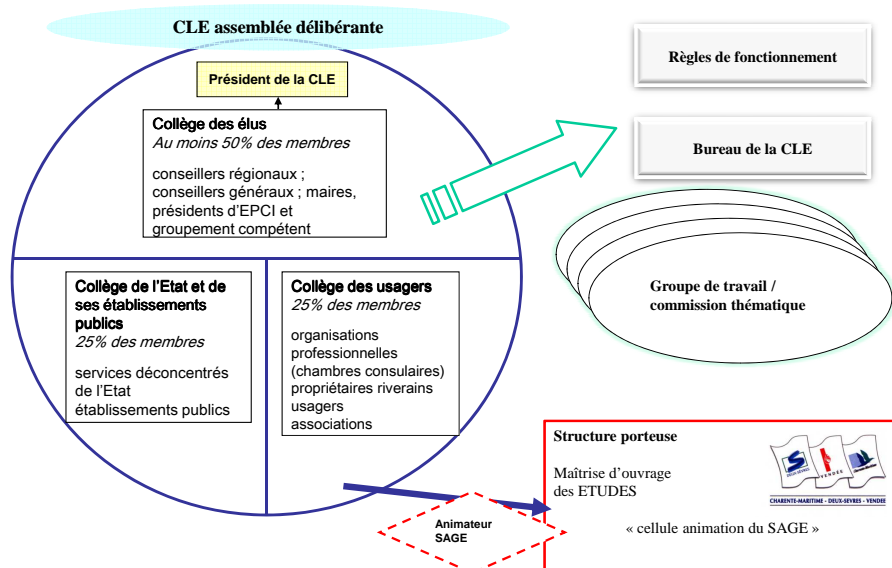 CLE assemblée délibérante
Président de la CLE
Collège des élus
Au moins 50% des membres
conseillers régionaux ;
conseillers généraux ; maires,
présidents d’EPCI et
groupement compétent
Collège de l’Etat et de
ses établissements
publics
25% des membres
services déconcentrés
de l’Etat
établissements publics
Collège des usagers
25% des membres
organisations
professionnelles
(chambres consulaires)
propriétaires riverains
usagers
associations
Règles de fonctionnement
Bureau de la CLE
Groupe de travail /
commission thématique
Animateur
SAGE
Structure porteuse
Maîtrise d’ouvrage
des ETUDES
DEUX-SEVRES
VENDÉE
CHARENTE-MARITIME - DEUX-SEVRES - VENDEE
« cellule animation du SAGE »